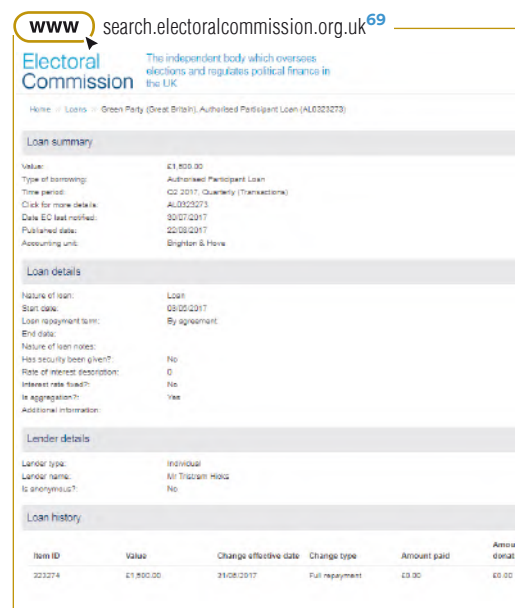 www search.electoralcommission.org.uk69
Electoral Commission
The independent body which oversees
elections and regulates political finance in
the UK
Home Loans Green Party (Great Britain), Authorised Participant Loan (AL0323273)
Loan summary
Value: £1,500.00
Type of borrowing: Authorised Participant Loan
Time period: Q2 2017, Quarterly (Transactions)
Click for more details: AL0323273
Date EC last notified: 30/07/2017
Published date: 22/08/2017
Accounting unit: Brighton & Hove
Loan details
Nature of loan: Loan
Start date:
Loan repayment term: By agreement
End date:
Nature of loan notes:
Has security been given?: No
Rate of interest description: 0
Interest rate fixed?: No
Is aggregation?: Yes
Additional information:
Lender details
Lender type: Individual
Lender name: Mr Tristram Hicks
Is anonymous?: No
Loan history
Item ID Value Change effective date Change type Amount paid
323274 £1,500.00 Full repayment £0.00 £0.00